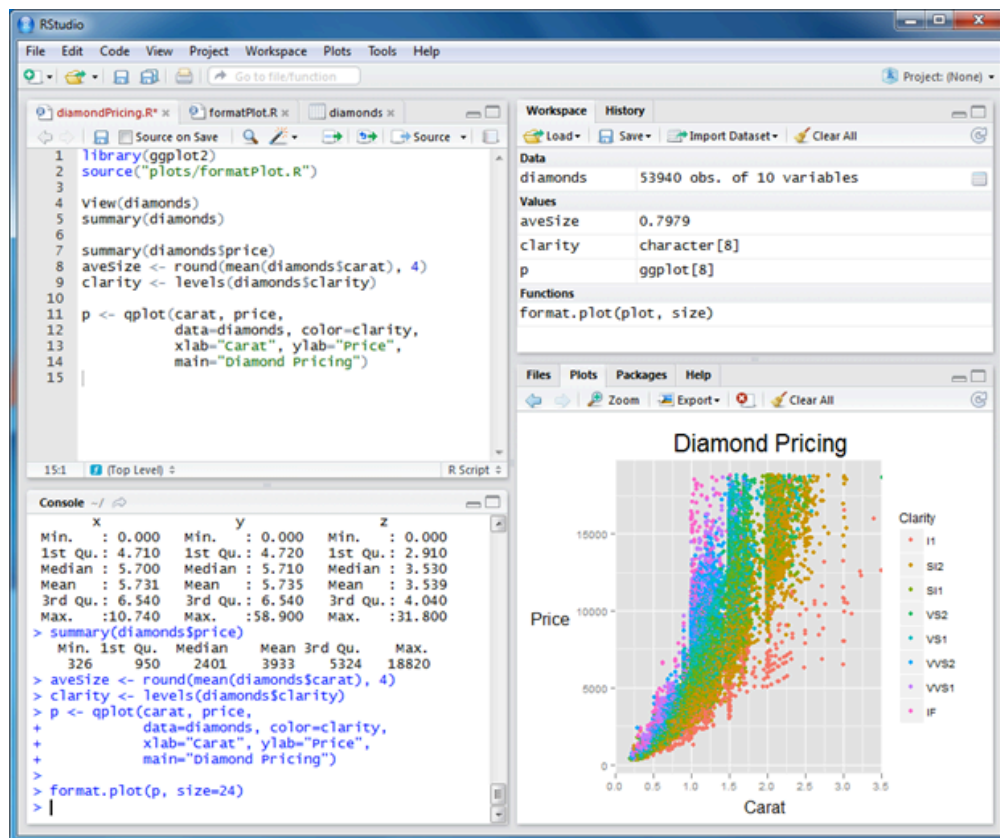 RStudio
File Edit Code View Project Workspace Plots Tools Help
Go to file/function
Project: (None)
diamondPricing.R* formatPlot.R diamonds
Source on Save Source
1 library(ggplot2)
2 source("plots/formatPlot.R")
3
4 View(diamonds)
5 summary(diamonds)
6
7 summary(diamonds$price)
8 aveSize <- round(mean(diamonds$carat), 4)
9 clarity <- levels(diamonds$clarity)
10
11 p <- qplot(carat, price,
12 data=diamonds, color=clarity,
13 xlab="Carat", ylab="Price",
14 main="Diamond Pricing")
15
15:1 (Top Level) R Script
Console ~/
x y z
Min. : 0.000 Min. : 0.000 Min. : 0.000
1st Qu.: 4.710 1st Qu.: 4.720 1st Qu.: 2.910
Median : 5.700 Median : 5.710 Median : 3.530
Mean : 5.731 Mean : 5.735 Mean : 3.539
3rd Qu.: 6.540 3rd Qu.: 6.540 3rd Qu.: 4.040
Max. :10.740 Max. :58.900 Max. :31.800
> summary(diamonds$price)
Min. 1st Qu. Median Mean 3rd Qu. Max.
326 950 2401 3933 5324 18820
> aveSize <- round(mean(diamonds$carat), 4)
> clarity <- levels(diamonds$clarity)
> p <- qplot(carat, price,
+ data=diamonds, color=clarity,
+ xlab="Carat", ylab="Price",
+ main="Diamond Pricing")
>
> format.plot(p, size=24)
>
Workspace History
Load Save Import Dataset Clear All
Data
diamonds 53940 obs. of 10 variables
Values
aveSize 0.7979
clarity character[8]
p ggplot[8]
Functions
format.plot(plot, size)
Files Plots Packages Help
Zoom Export Clear All
Diamond Pricing
Price
15000
10000
5000
0
0.0 0.5 1.0 1.5 2.0 2.5 3.0 3.5
Carat
Clarity
I1
SI2
SI1
VS2
VS1
VVS2
VVS1
IF